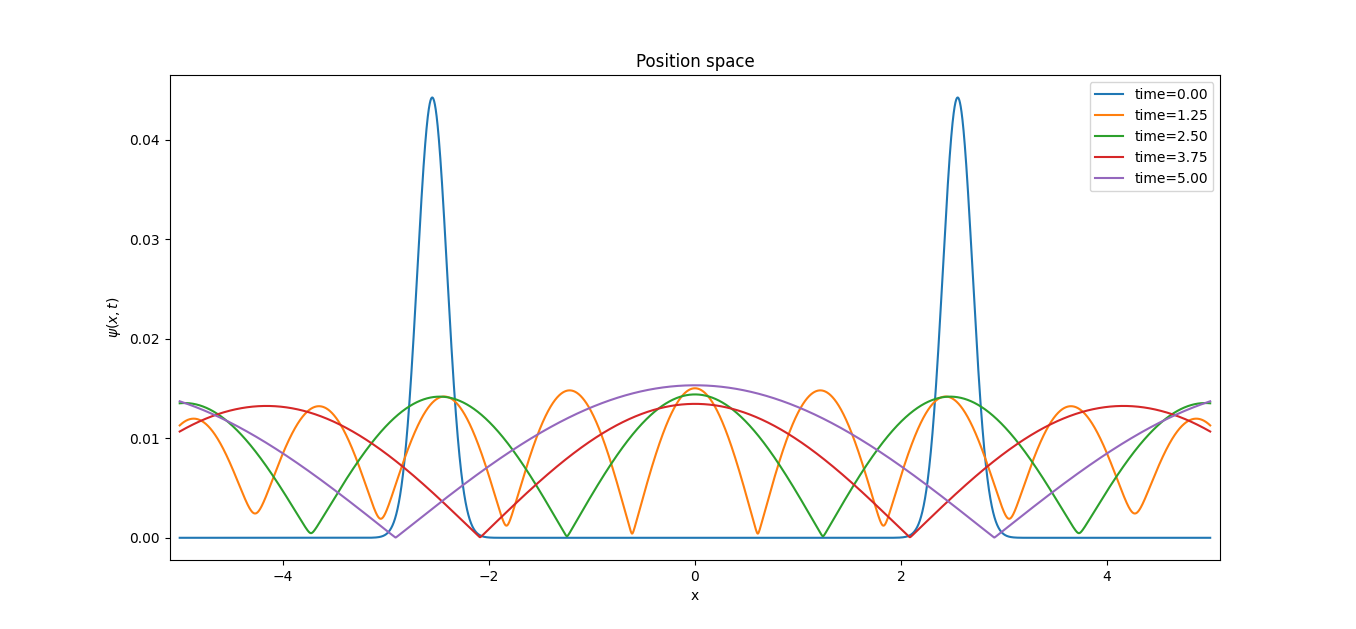 Position space
time=0.00
time=1.25
time=2.50
time=3.75
time=5.00
0.04
0.03
0.02
0.01
0.00
ψ(x, t)
−4 −2 0 2 4
x